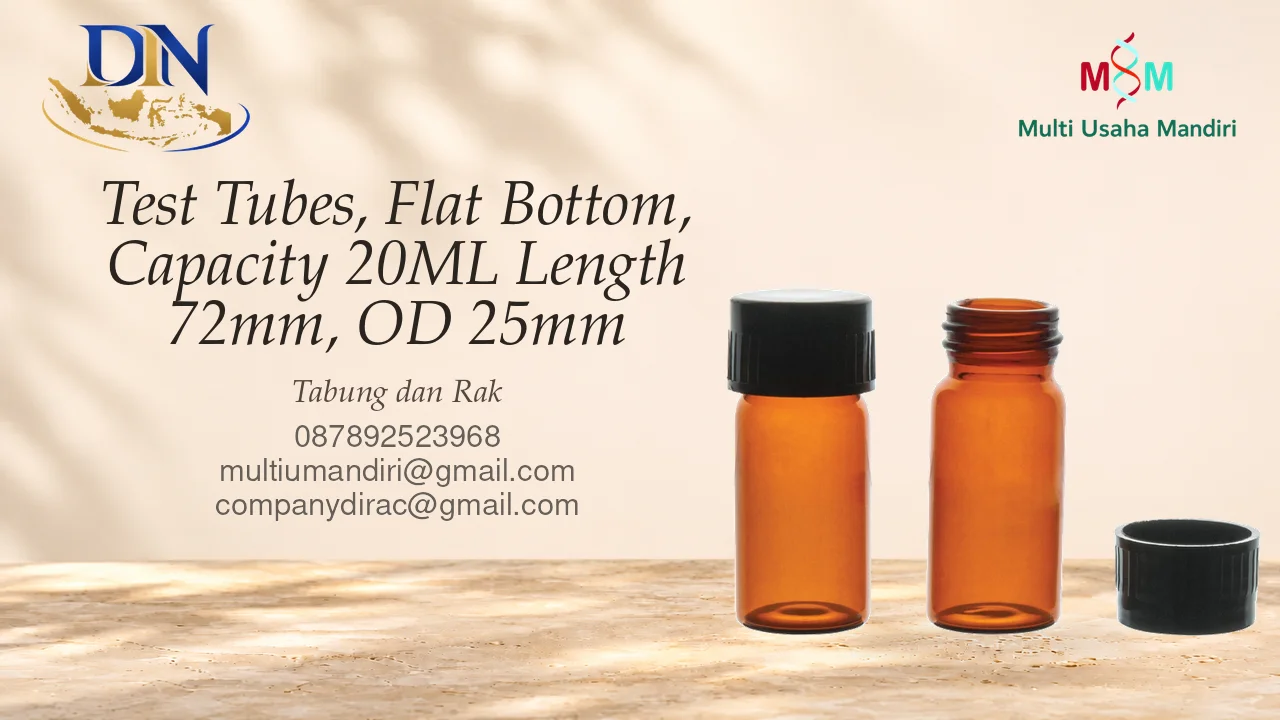 DIN
MSM
Multi Usaha Mandiri
Test Tubes, Flat Bottom,
Capacity 20ML Length
72mm, OD 25mm
Tabung dan Rak
087892523968
multiumandiri@gmail.com
companydirac@gmail.com